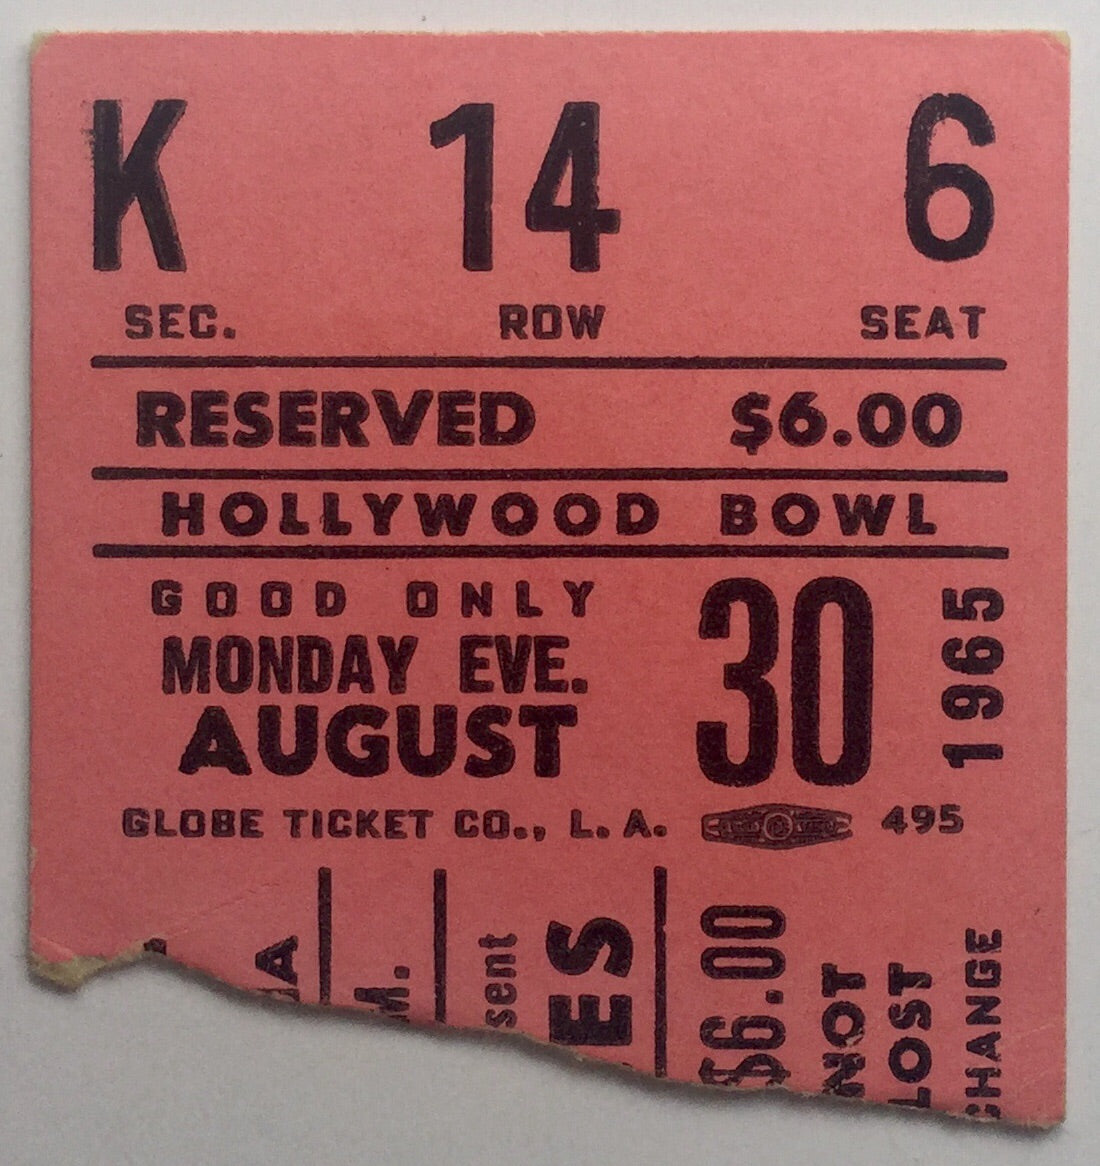 K 14 6
SEC. ROW SEAT
RESERVED $6.00
HOLLYWOOD BOWL
GOOD ONLY
MONDAY EVE.
AUGUST 30 1965
GLOBE TICKET CO., L. A. 495
M.
sent
ES
$6.00
NOT
LOST
CHANGE